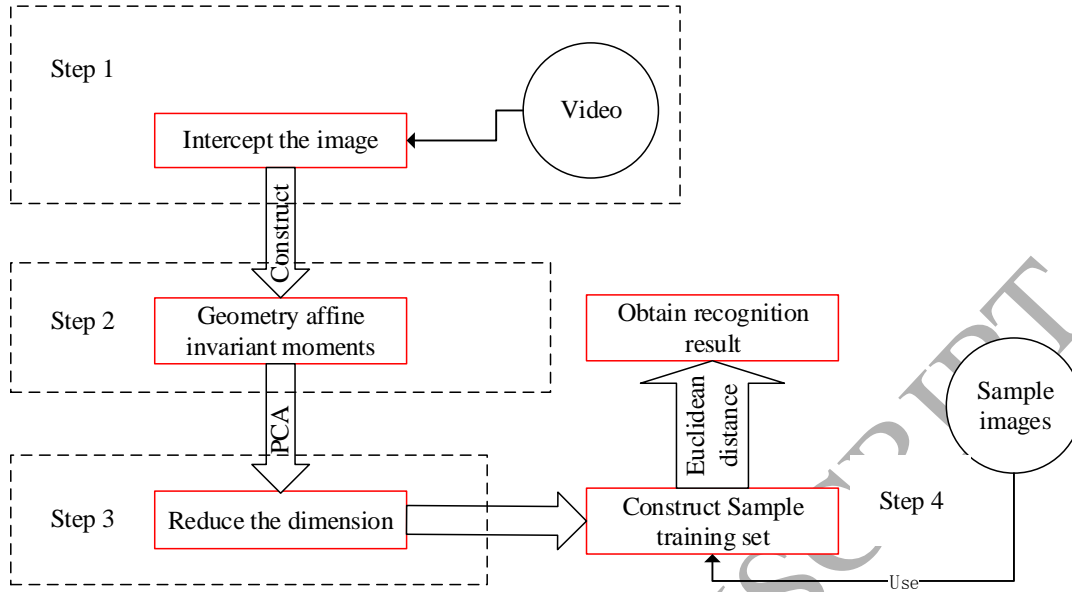 Step 1
Video
Intercept the image
Construct
Step 2
Geometry affine
invariant moments
Obtain recognition
result
Sample
images
PCA
Euclidean
distance
Step 3
Reduce the dimension
Construct Sample
training set
Step 4
Use